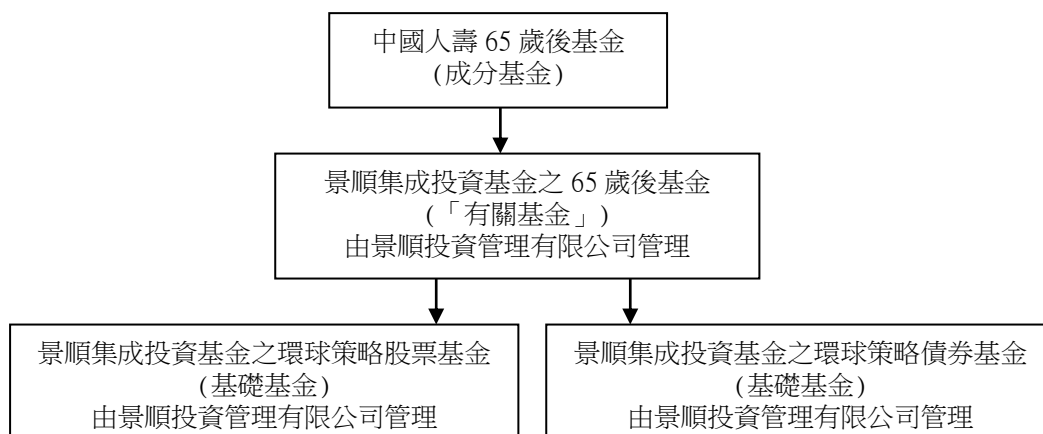 中國人壽 65 歲後基金
(成分基金)
景順集成投資基金之 65 歲後基金
(「有關基金」)
由景順投資管理有限公司管理
景順集成投資基金之環球策略股票基金
(基礎基金)
由景順投資管理有限公司管理
景順集成投資基金之環球策略債券基金
(基礎基金)
由景順投資管理有限公司管理